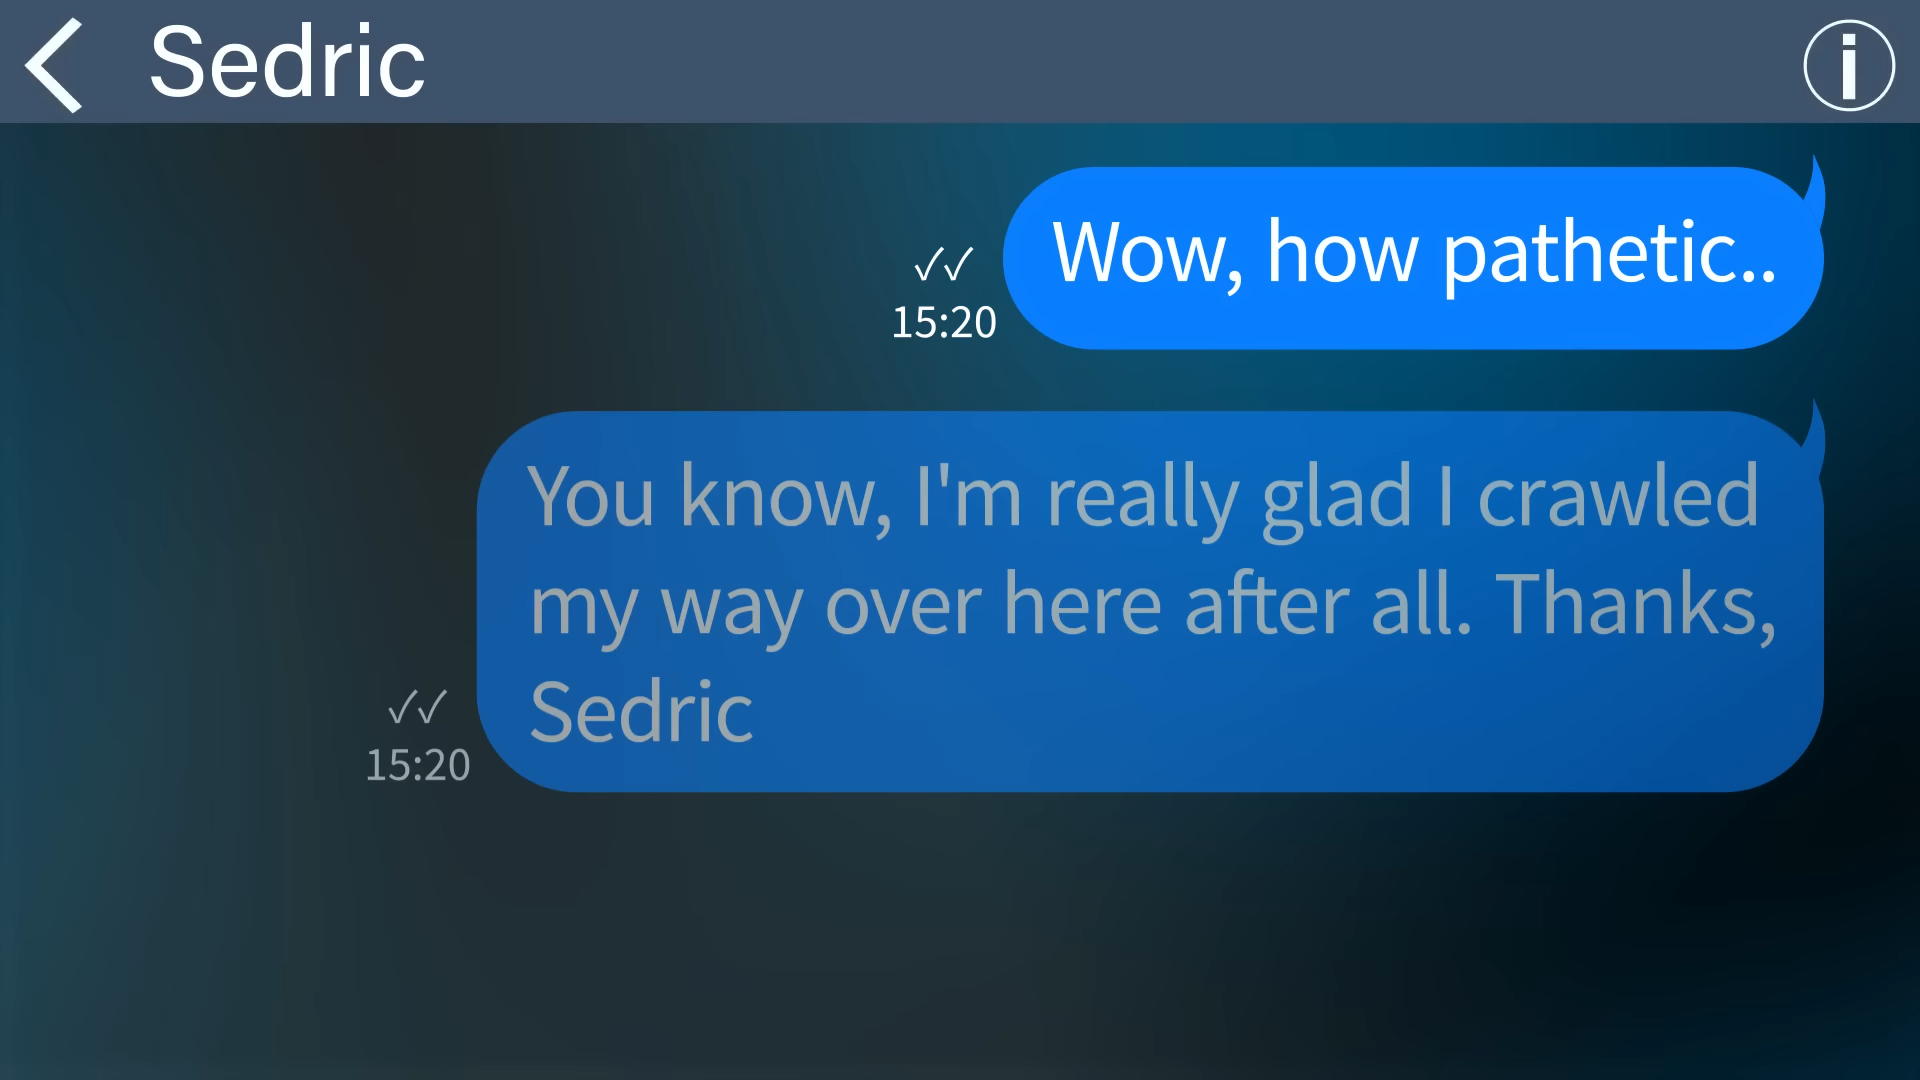 Sedric
Wow, how pathetic..
✓✓
15:20
You know, I'm really glad I crawled
my way over here after all. Thanks,
Sedric
✓✓
15:20